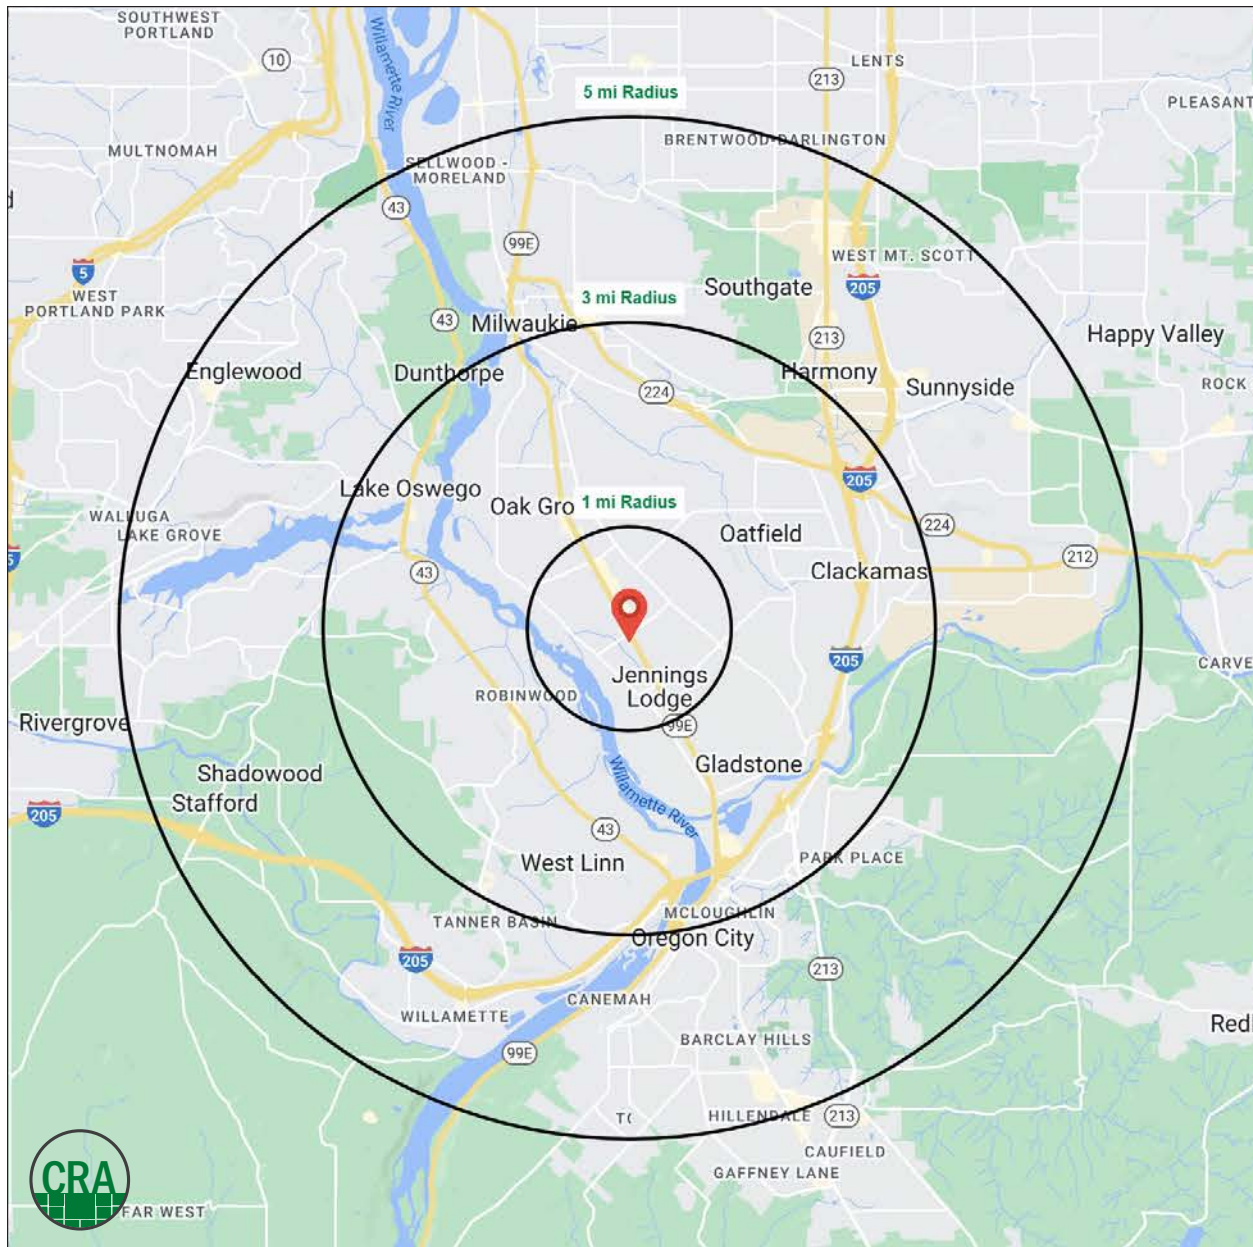 SOUTHWEST
PORTLAND
10
Willamette
River
213
LENTS
5 mi Radius
PLEASANT
MULTNOMAH
BRENTWOOD-DARLINGTON
SELLWOOD -
MORELAND
43
99E
5
WEST MT. SCOTT
205
WEST
PORTLAND PARK
3 mi Radius
Southgate
43
Milwaukie
213
Happy Valley
Englewood
Dunthorpe
Harmony
Sunnyside
ROCK
224
205
Lake Oswego
Oak Gro
1 mi Radius
WALLUGA
LAKE GROVE
Oatfield
224
5
43
Clackamas
212
205
CARVE
Jennings
Lodge
ROBINWOOD
Rivergrove
99E
Gladstone
Shadowood
Stafford
Willamette River
205
43
West Linn
PARK PLACE
TANNER BASIN
MCLOUGHLIN
Oregon City
205
213
CANEMAH
WILLAMETTE
Red
99E
BARCLAY HILLS
HILLENDALE
213
CAUFIELD
GAFFNEY LANE
CRA
FAR WEST